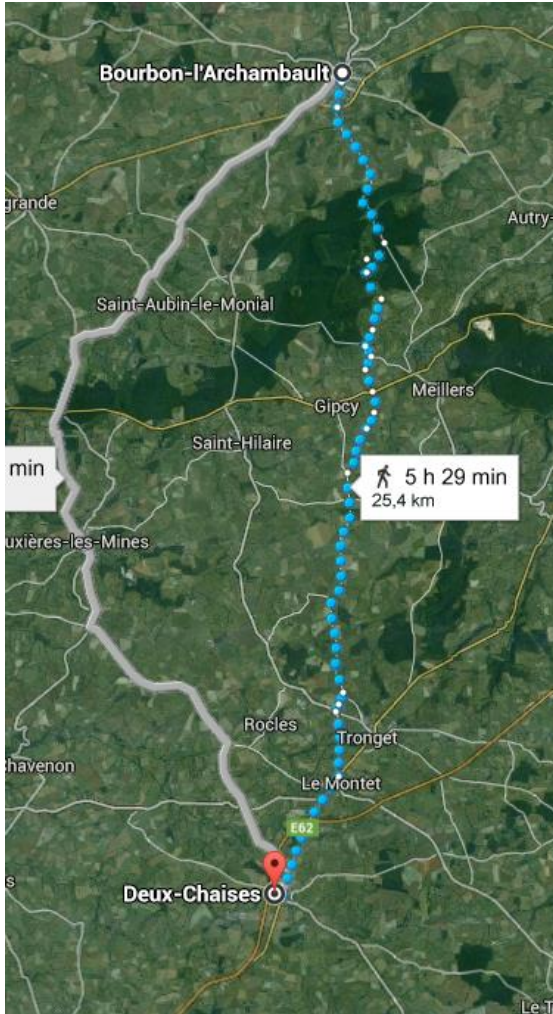 Bourbon-l'Archambault
grande
Autry-
Saint-Aubin-le-Monial
Meillers
Gipcy
Saint-Hilaire
min
5 h 29 min
25,4 km
uxières-les-Mines
Rocles
Tronget
havenon
Le Montet
E62
s
Deux-Chaises
Le T